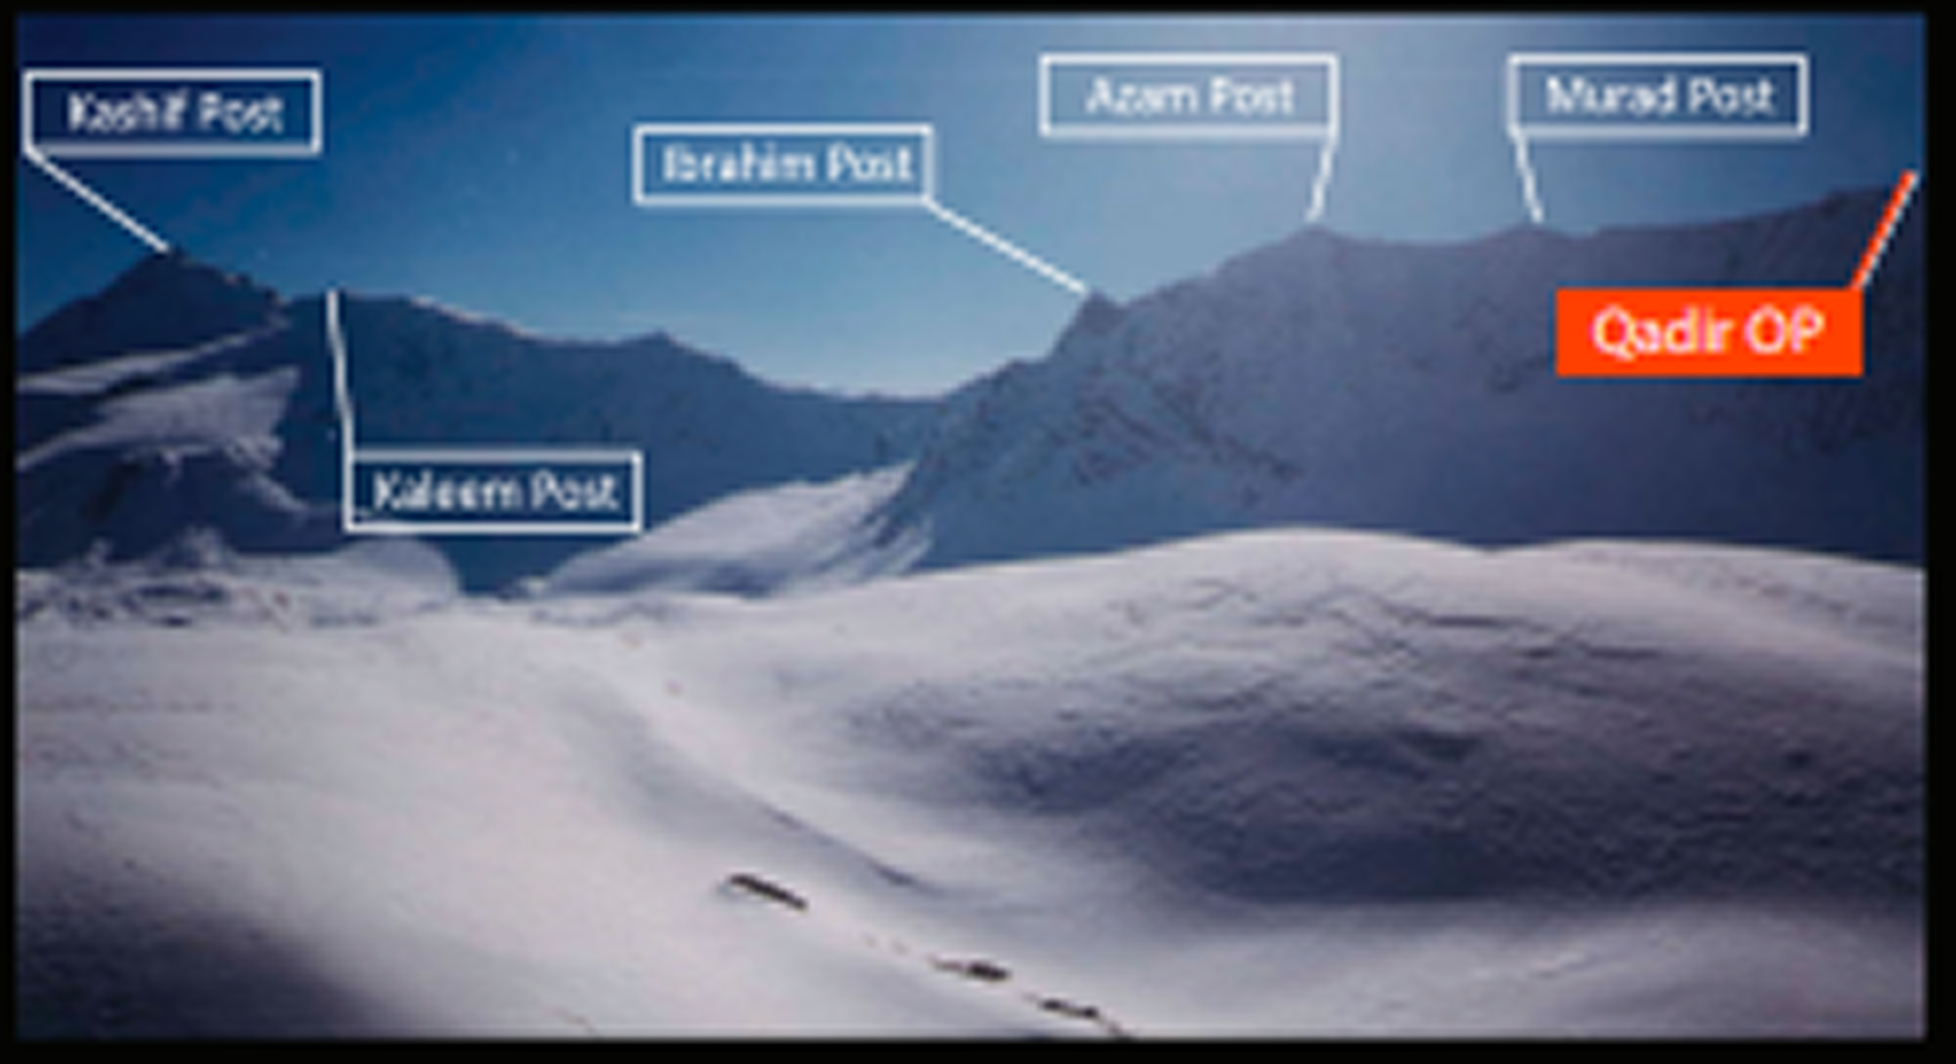 Kashif Post
Ibrahim Post
Azam Post
Murad Post
Qadir OP
Kaleem Post